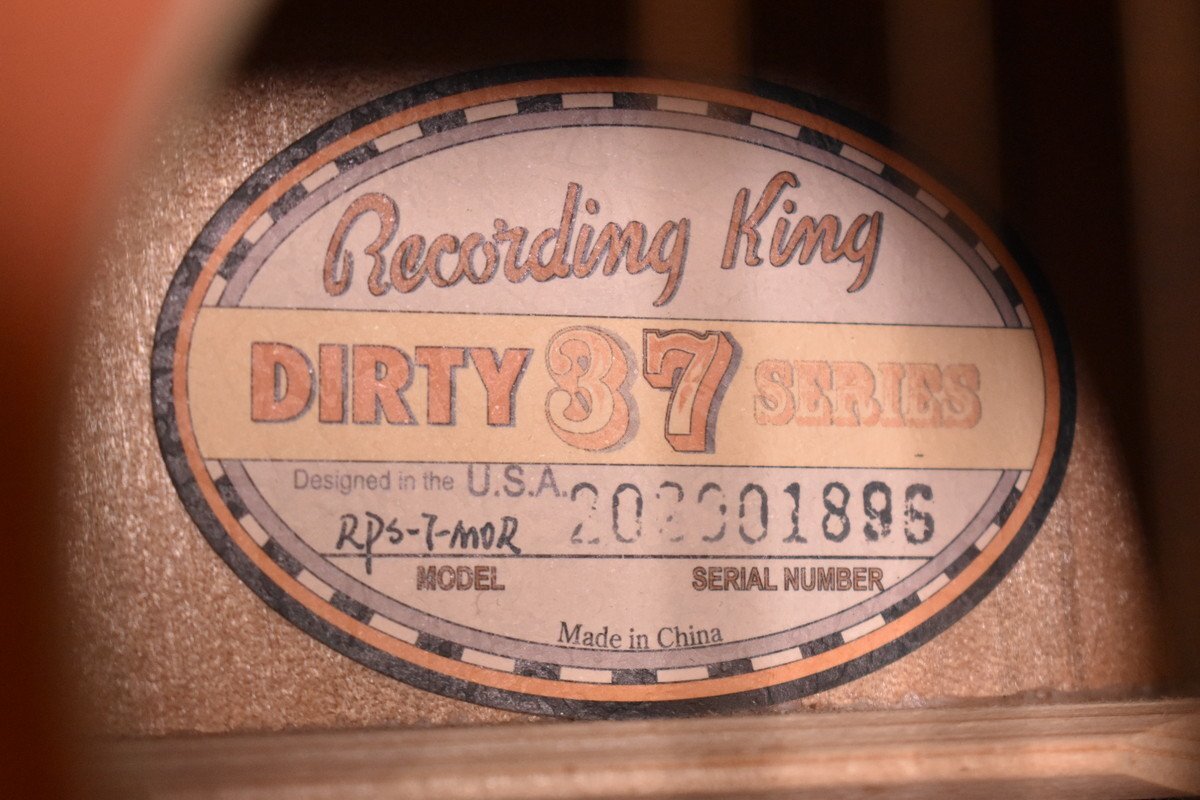 Recording King
DIRTY 37 SERIES
Designed in the U.S.A.
RPS-7-MOR
MODEL
SERIAL NUMBER
Made in China